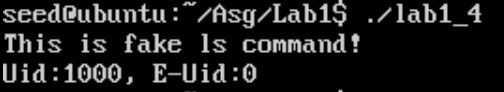 seed@ubuntu:~/Asg/Lab1$ ./lab1_4
This is fake ls command!
Uid:1000, E-Uid:0